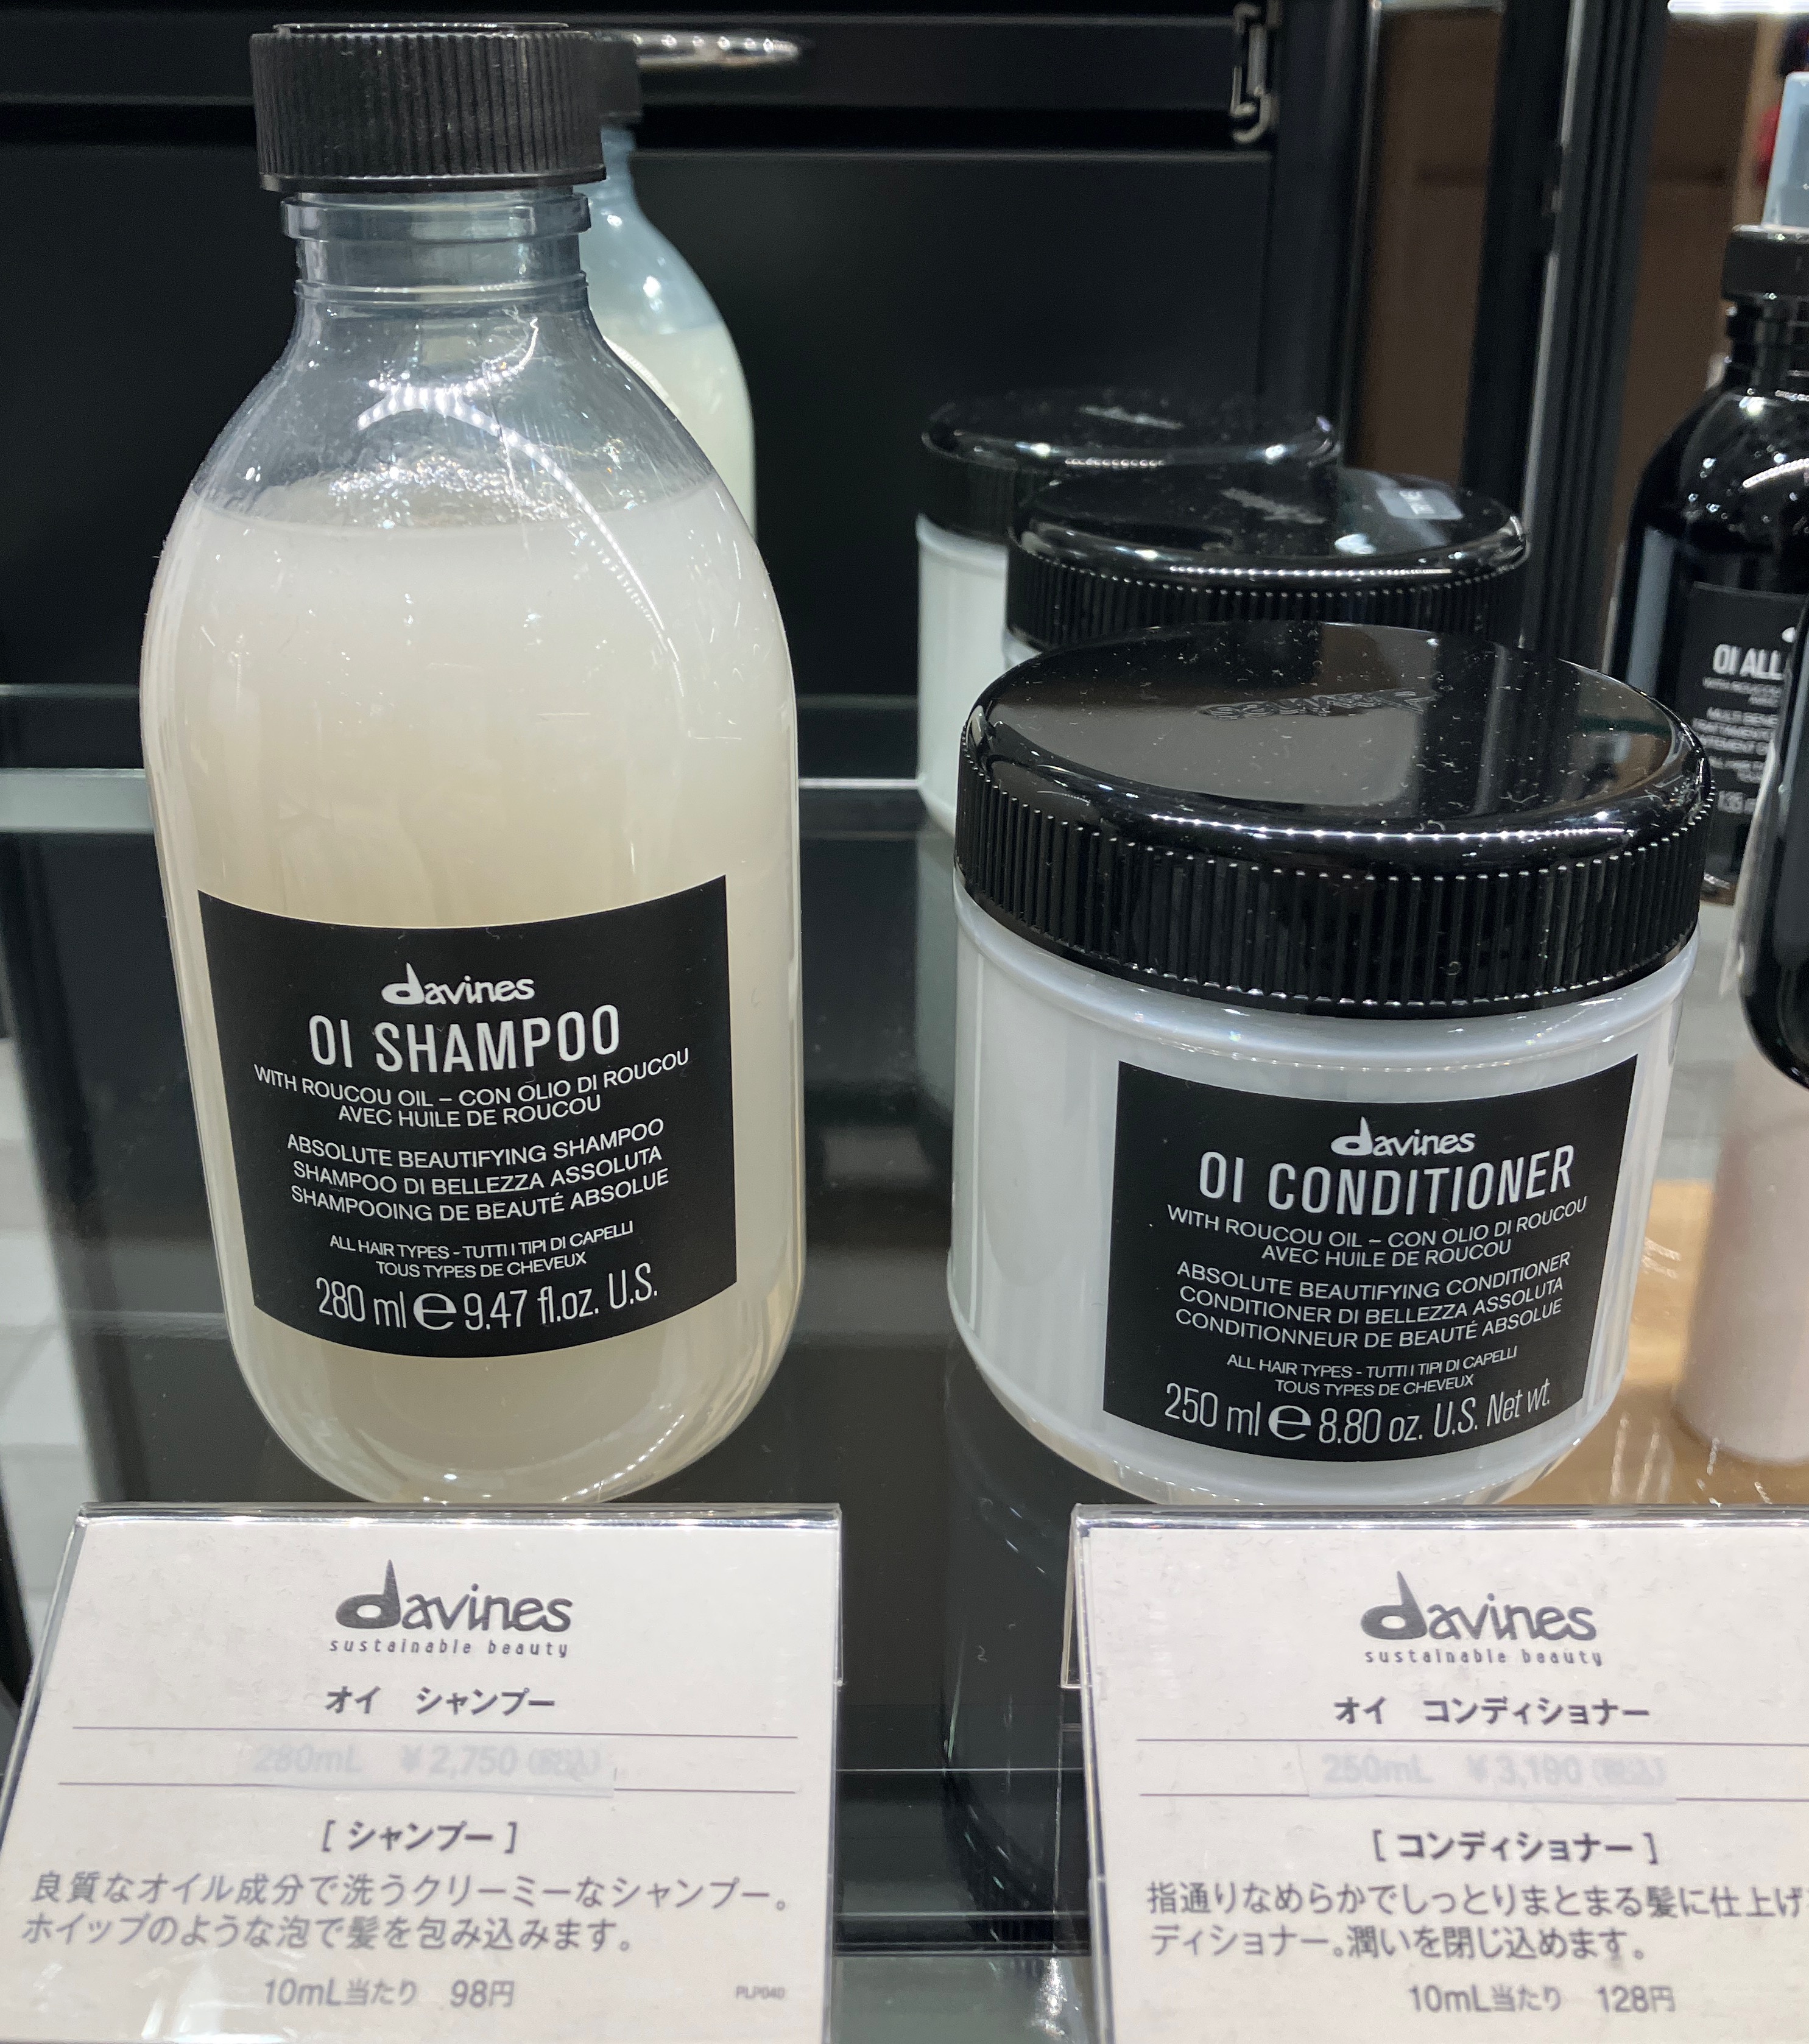 davines
OI SHAMPOO
WITH ROUCOU OIL – CON OLIO DI ROUCOU
AVEC HUILE DE ROUCOU
ABSOLUTE BEAUTIFYING SHAMPOO
SHAMPOO DI BELLEZZA ASSOLUTA
SHAMPOOING DE BEAUTÉ ABSOLUE
ALL HAIR TYPES - TUTTI I TIPI DI CAPELLI
TOUS TYPES DE CHEVEUX
280 ml e 9.47 fl.oz. U.S.
davines
OI CONDITIONER
WITH ROUCOU OIL – CON OLIO DI ROUCOU
AVEC HUILE DE ROUCOU
ABSOLUTE BEAUTIFYING CONDITIONER
CONDITIONER DI BELLEZZA ASSOLUTA
CONDITIONNEUR DE BEAUTÉ ABSOLUE
ALL HAIR TYPES - TUTTI I TIPI DI CAPELLI
TOUS TYPES DE CHEVEUX
250 ml e 8.80 oz. U.S. Net wt.
OI ALL
davines
sustainable beauty
オイ シャンプー
280mL ¥2,750(税込)
[ シャンプー ]
良質なオイル成分で洗うクリーミーなシャンプー。
ホイップのような泡で髪を包み込みます。
10mL当たり 98円
PLP040
davines
sustainable beauty
オイ コンディショナー
250mL ¥3,190(税込)
[ コンディショナー ]
指通りなめらかでしっとりまとまる髪に仕上げ
ディショナー。潤いを閉じ込めます。
10mL当たり 128円